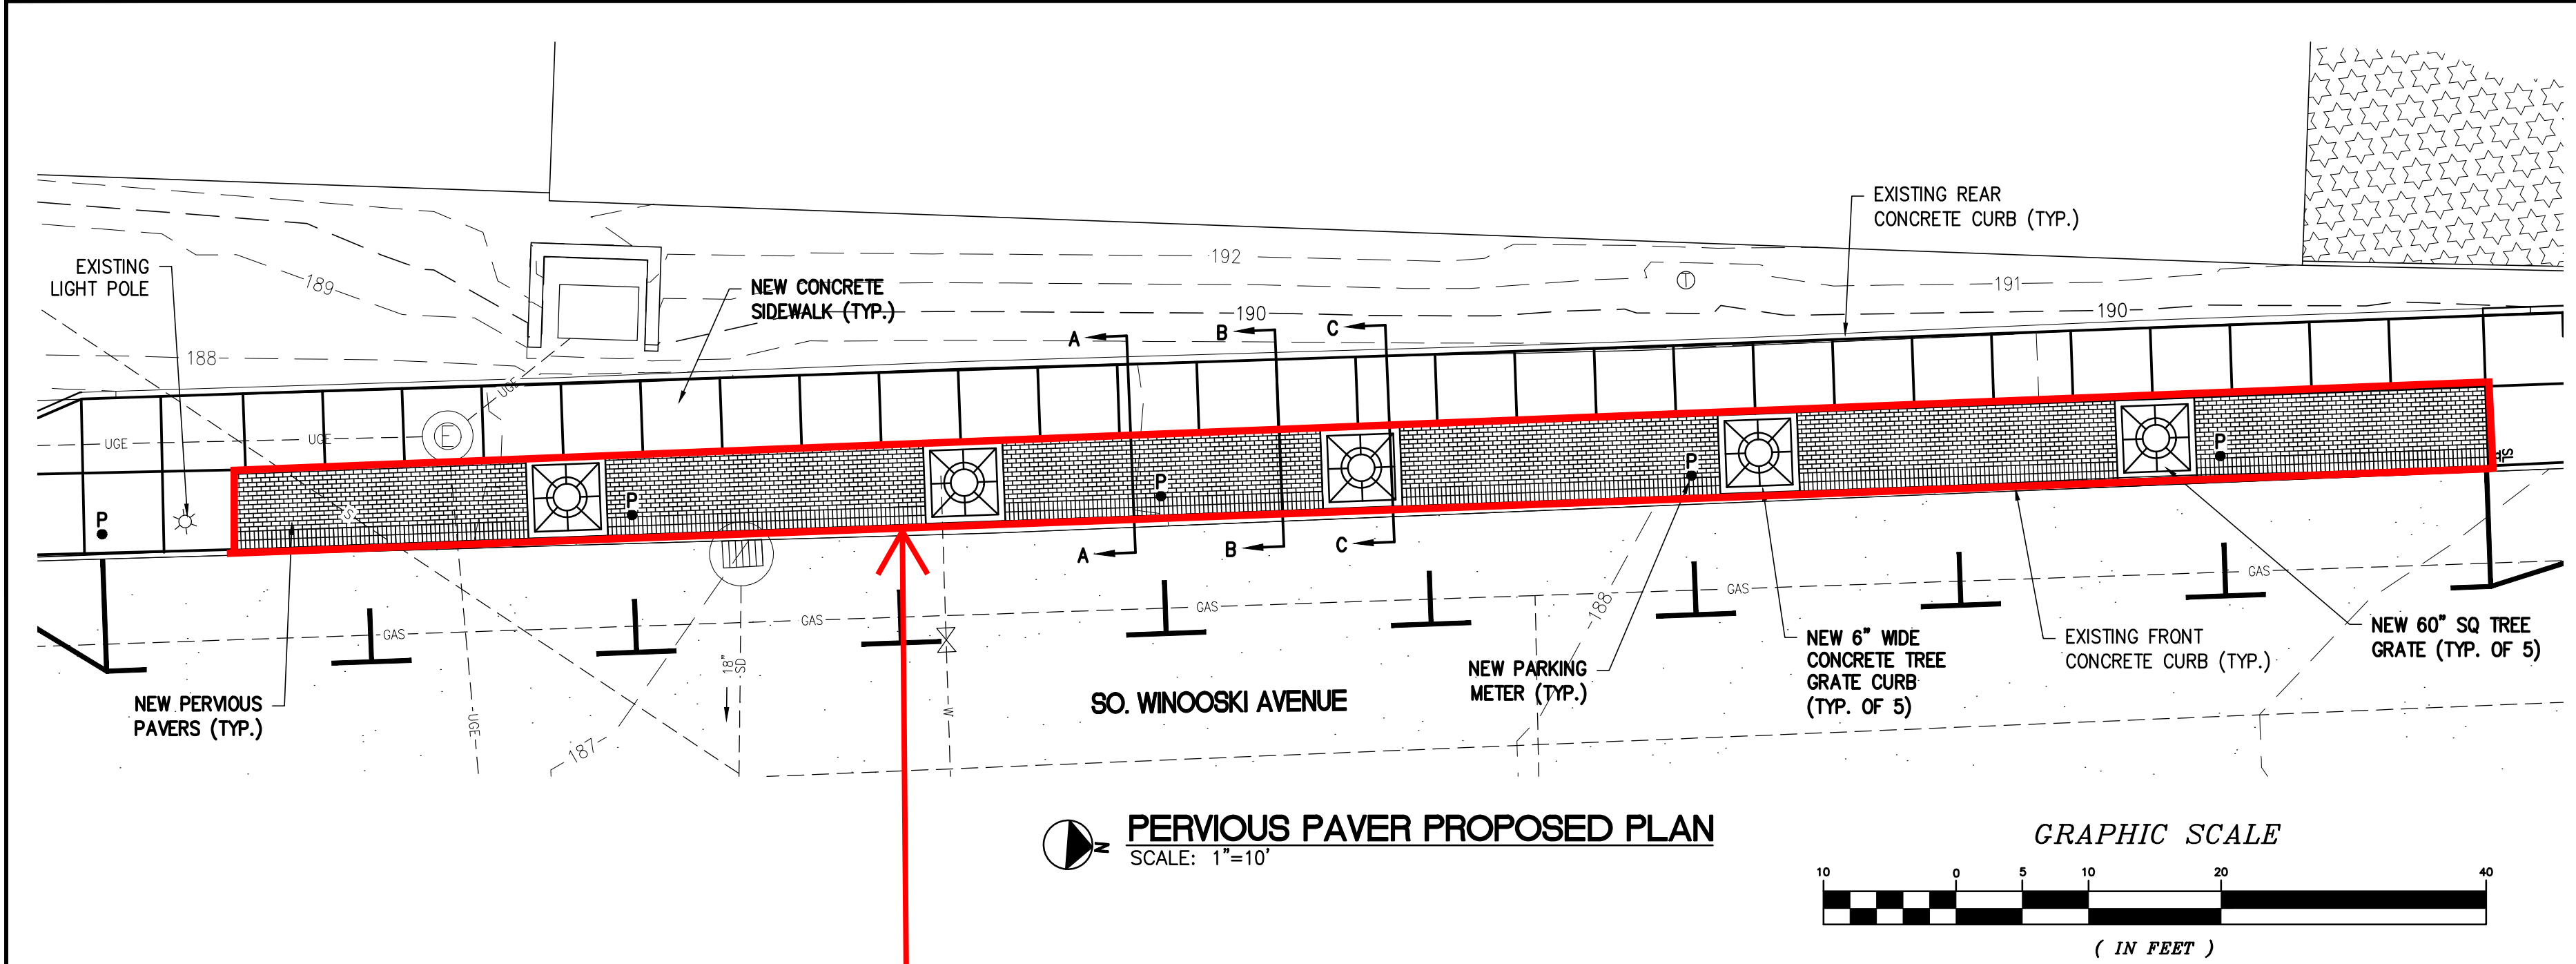 EXISTING REAR
CONCRETE CURB (TYP.)
EXISTING
LIGHT POLE
189
192
191
NEW CONCRETE
SIDEWALK (TYP.)
190
190
188
A
B
C
UGE
UGE
UGE
E
T
P
P
P
P
P
ST
ST
A
B
C
GAS
GAS
GAS
GAS
GAS
188
18"
SD
W
UGE
187
NEW PERVIOUS
PAVERS (TYP.)
SO. WINOOSKI AVENUE
NEW PARKING
METER (TYP.)
NEW 6" WIDE
CONCRETE TREE
GRATE CURB
(TYP. OF 5)
EXISTING FRONT
CONCRETE CURB (TYP.)
NEW 60" SQ TREE
GRATE (TYP. OF 5)
N
PERVIOUS PAVER PROPOSED PLAN
SCALE: 1"=10'
GRAPHIC SCALE
10 0 5 10 20 40
( IN FEET )